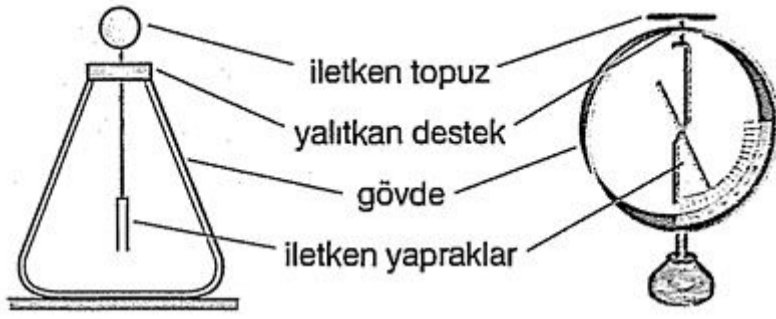 iletken topuz
yalıtkan destek
gövde
iletken yapraklar